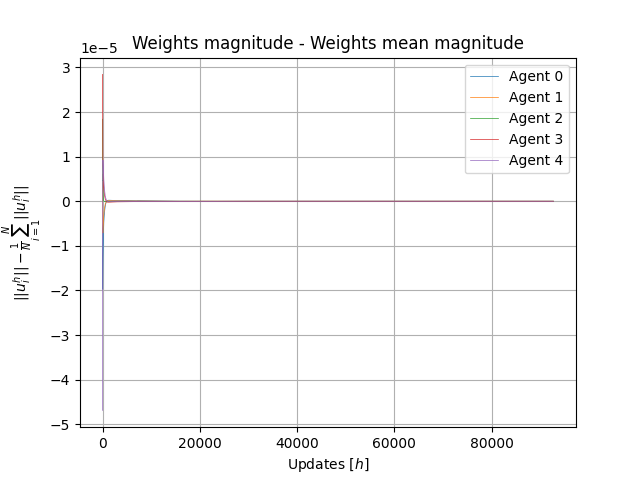 Weights magnitude - Weights mean magnitude
1e−5
3
2
1
0
−1
−2
−3
−4
−5
||u_i^h|| − 1/N ∑_{i=1}^{N} ||u_i^h||
Agent 0
Agent 1
Agent 2
Agent 3
Agent 4
0 20000 40000 60000 80000
Updates [h]